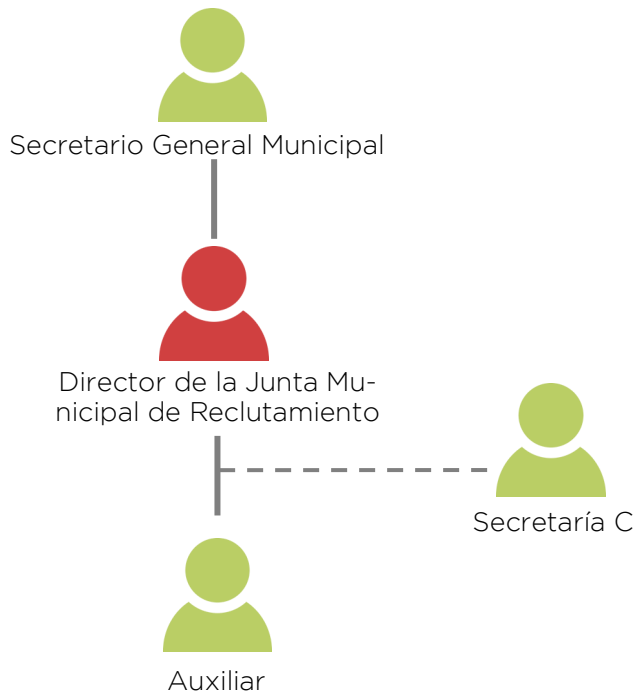 Secretario General Municipal
Director de la Junta Mu-
nicipal de Reclutamiento
Secretaría C
Auxiliar